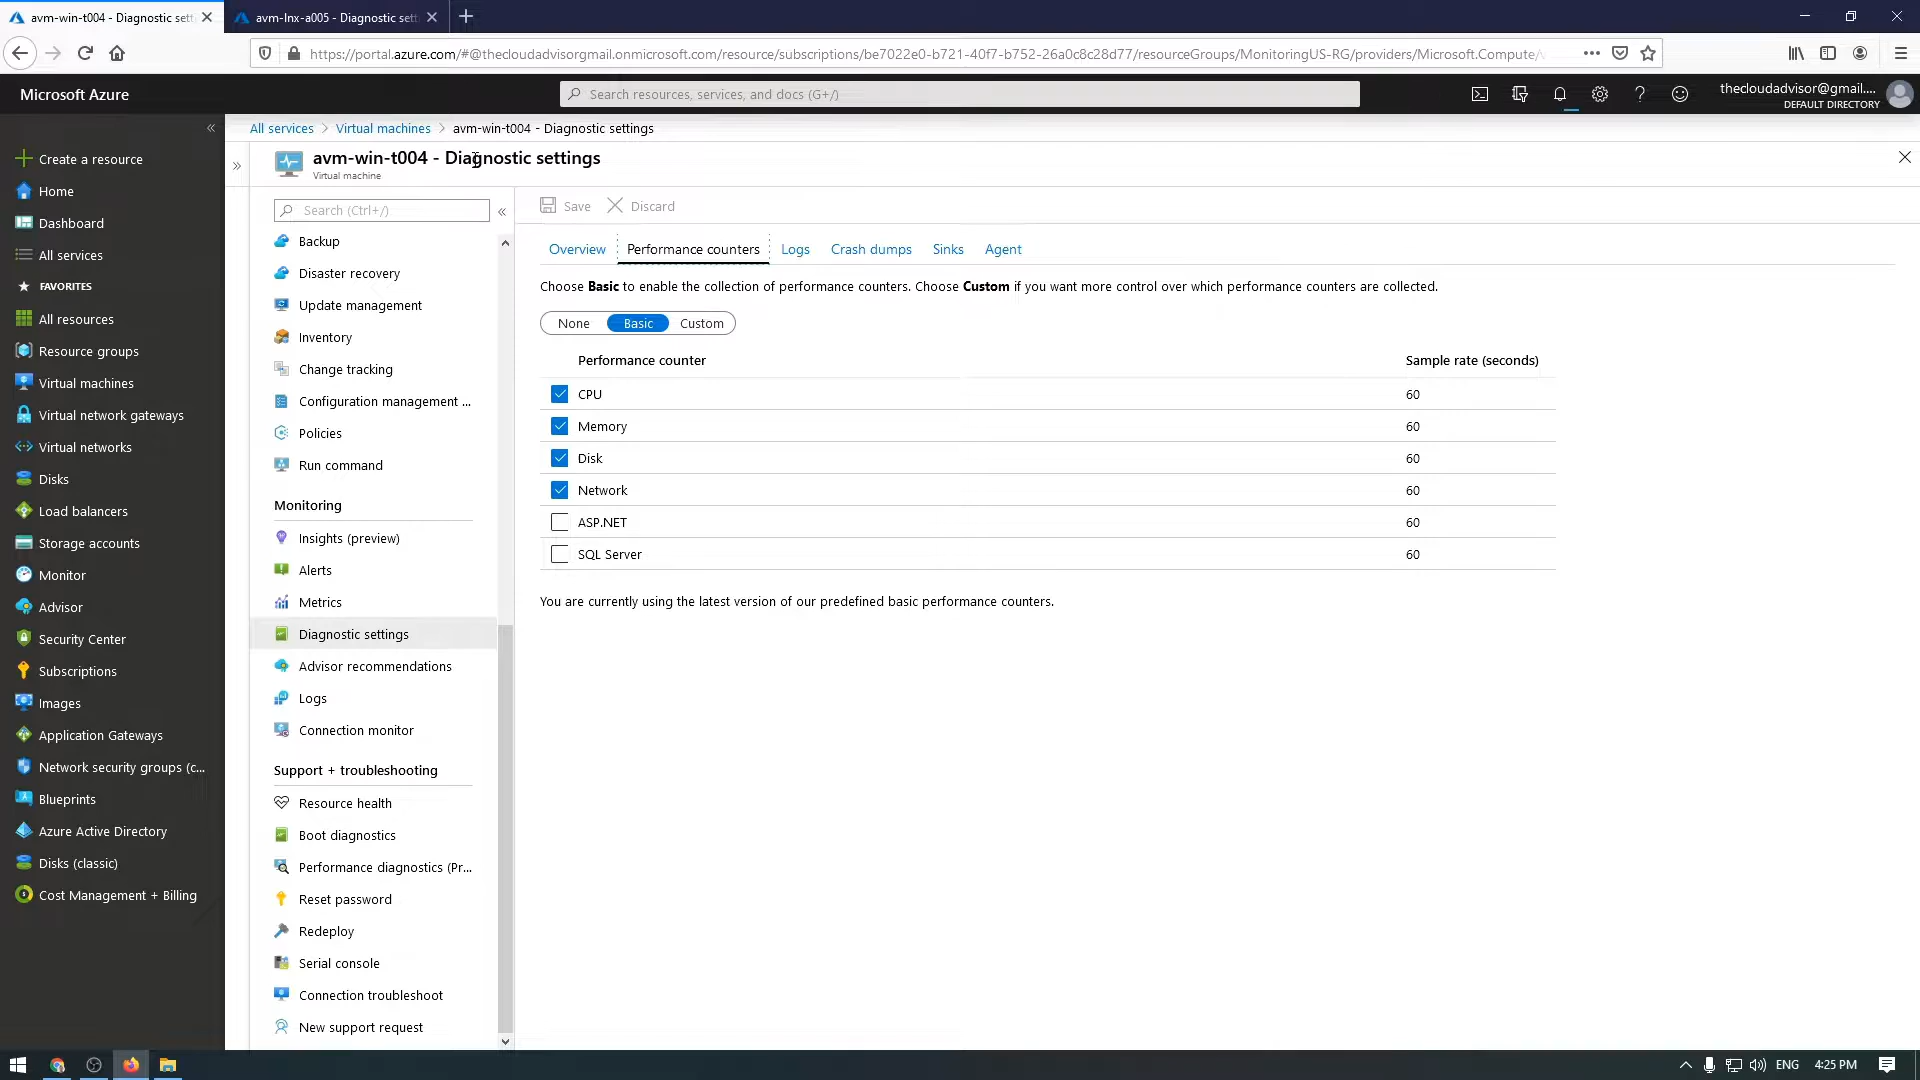 avm-win-t004 - Diagnostic sett
avm-lnx-a005 - Diagnostic sett
https://portal.azure.com/#@thecloudadvisorgmail.onmicrosoft.com/resource/subscriptions/be7022e0-b721-40f7-b752-26a0c8c28d77/resourceGroups/MonitoringUS-RG/providers/Microsoft.Compute/
Microsoft Azure
Search resources, services, and docs (G+/)
thecloudadvisor@gmail....
DEFAULT DIRECTORY
Create a resource
Home
Dashboard
All services
FAVORITES
All resources
Resource groups
Virtual machines
Virtual network gateways
Virtual networks
Disks
Load balancers
Storage accounts
Monitor
Advisor
Security Center
Subscriptions
Images
Application Gateways
Network security groups (c...
Blueprints
Azure Active Directory
Disks (classic)
Cost Management + Billing
All services > Virtual machines > avm-win-t004 - Diagnostic settings
avm-win-t004 - Diagnostic settings
Virtual machine
Search (Ctrl+/)
Backup
Disaster recovery
Update management
Inventory
Change tracking
Configuration management ...
Policies
Run command
Monitoring
Insights (preview)
Alerts
Metrics
Diagnostic settings
Advisor recommendations
Logs
Connection monitor
Support + troubleshooting
Resource health
Boot diagnostics
Performance diagnostics (Pr...
Reset password
Redeploy
Serial console
Connection troubleshoot
New support request
Save Discard
Overview Performance counters Logs Crash dumps Sinks Agent
Choose Basic to enable the collection of performance counters. Choose Custom if you want more control over which performance counters are collected.
None Basic Custom
Performance counter Sample rate (seconds)
CPU 60
Memory 60
Disk 60
Network 60
ASP.NET 60
SQL Server 60
You are currently using the latest version of our predefined basic performance counters.
ENG 4:25 PM